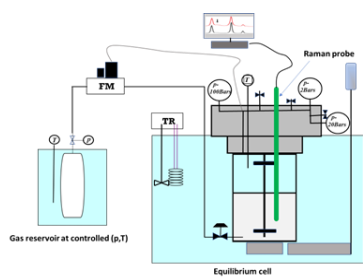 Raman probe
FM
P-
100Bars
T
P-
2Bars
P-
20Bars
TR
T
P
Gas reservoir at controlled (p,T)
Equilibrium cell